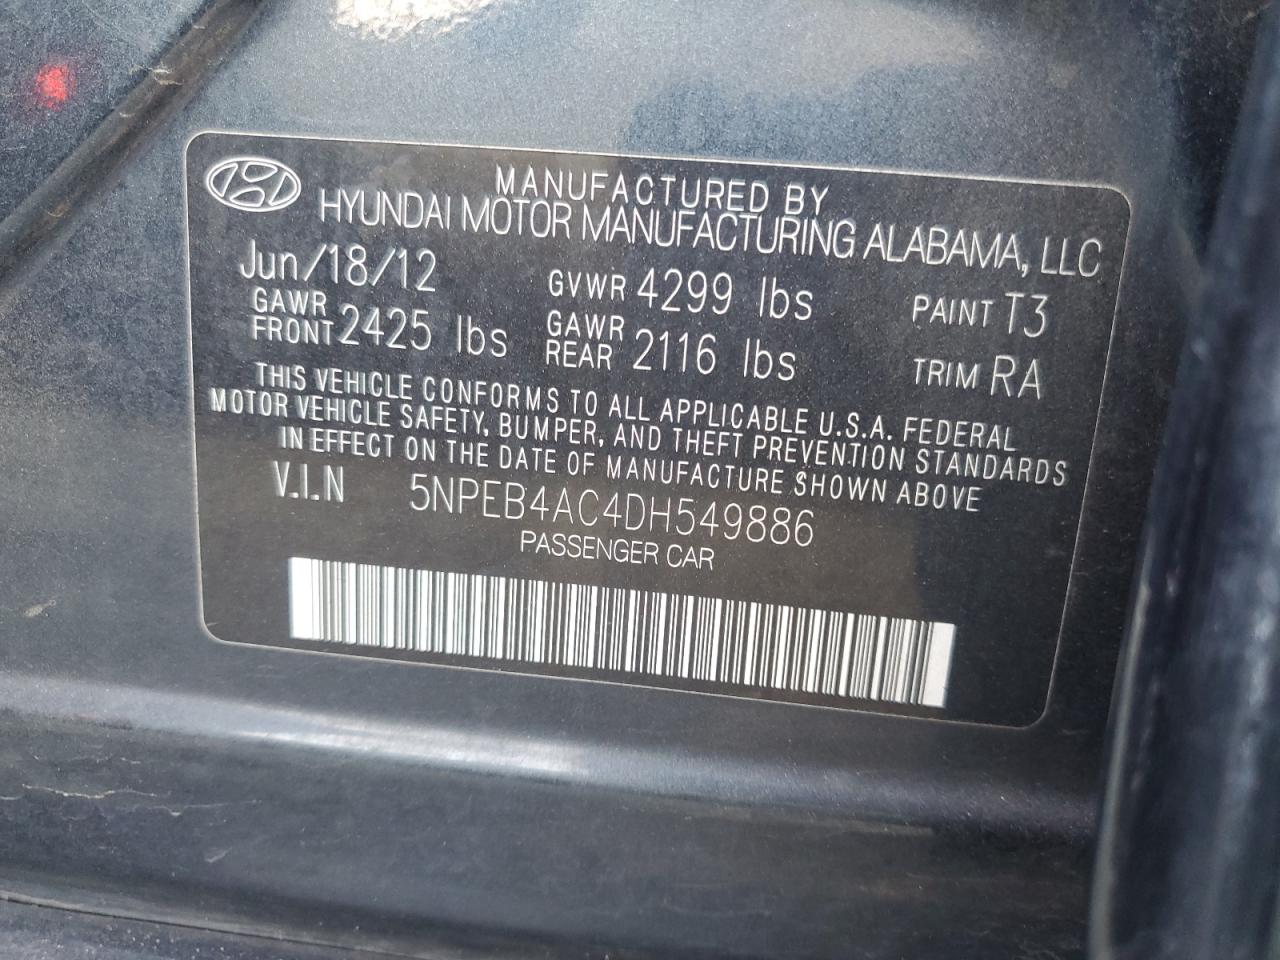 MANUFACTURED BY
HYUNDAI MOTOR MANUFACTURING ALABAMA, LLC
Jun/18/12 GVWR 4299 lbs PAINT T3
GAWR FRONT 2425 lbs GAWR REAR 2116 lbs TRIM RA
THIS VEHICLE CONFORMS TO ALL APPLICABLE U.S.A. FEDERAL
MOTOR VEHICLE SAFETY, BUMPER, AND THEFT PREVENTION STANDARDS
IN EFFECT ON THE DATE OF MANUFACTURE SHOWN ABOVE
V.I.N 5NPEB4AC4DH549886
PASSENGER CAR